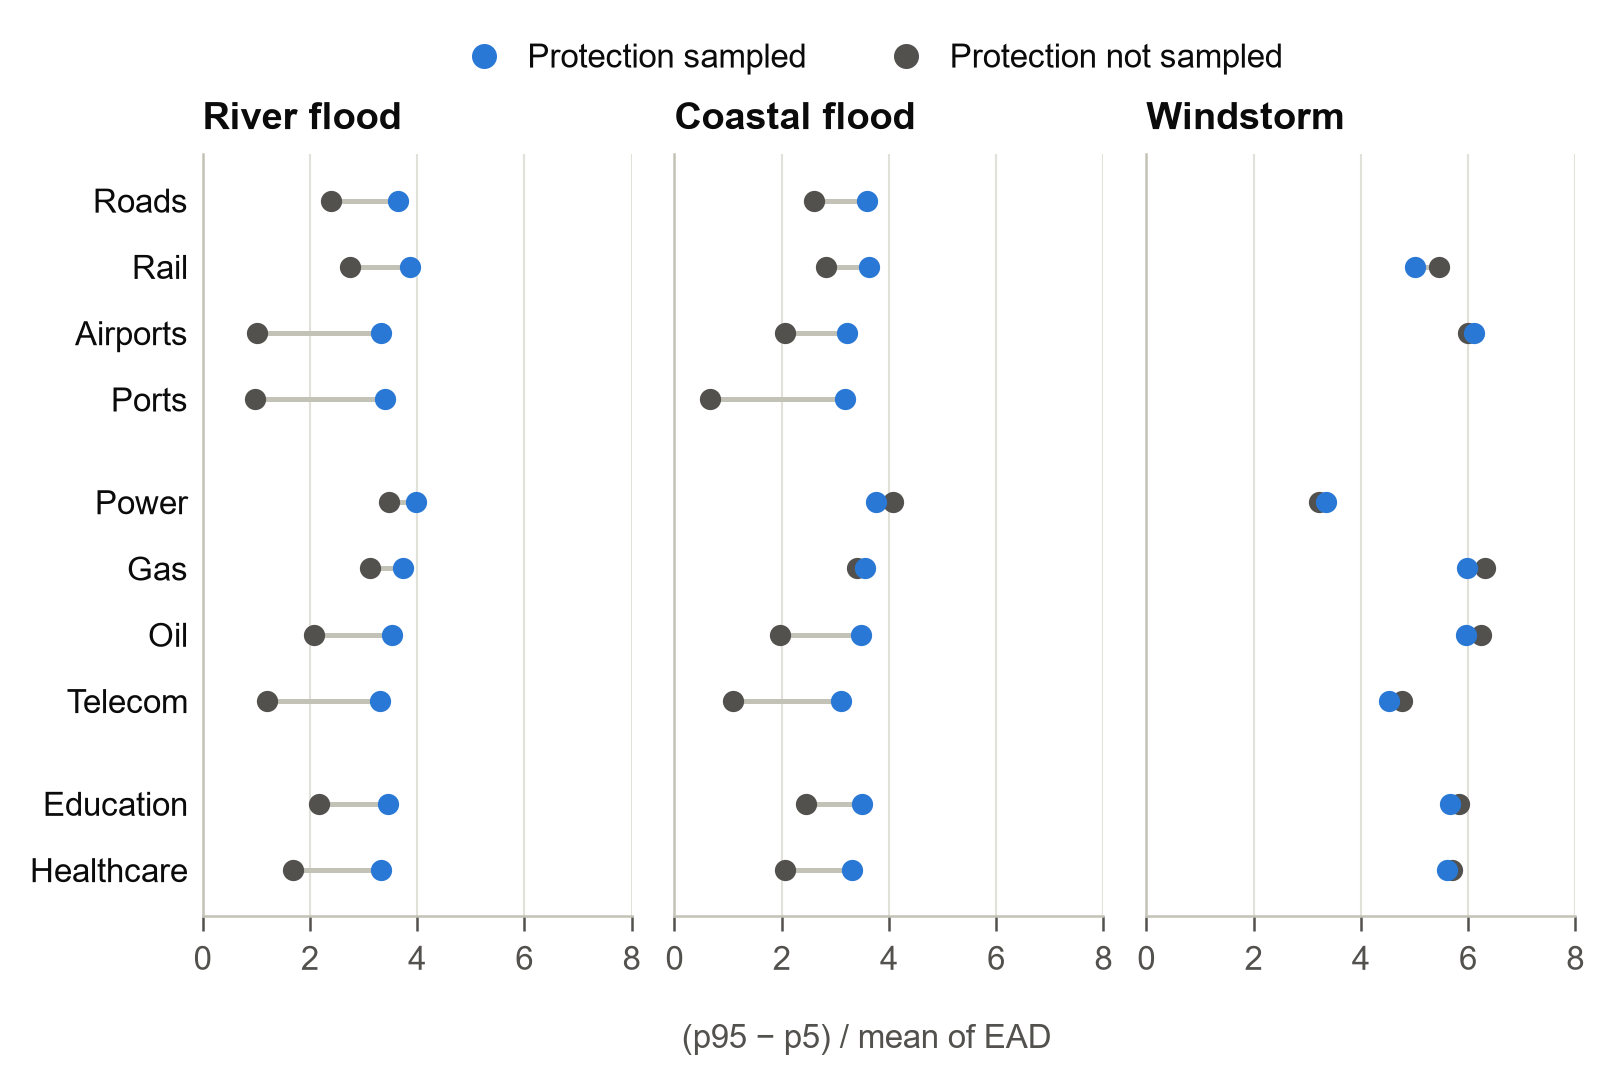 Protection sampled Protection not sampled
River flood Coastal flood Windstorm
Roads
Rail
Airports
Ports
Power
Gas
Oil
Telecom
Education
Healthcare
0 2 4 6 8 0 2 4 6 8 0 2 4 6 8
(p95 − p5) / mean of EAD